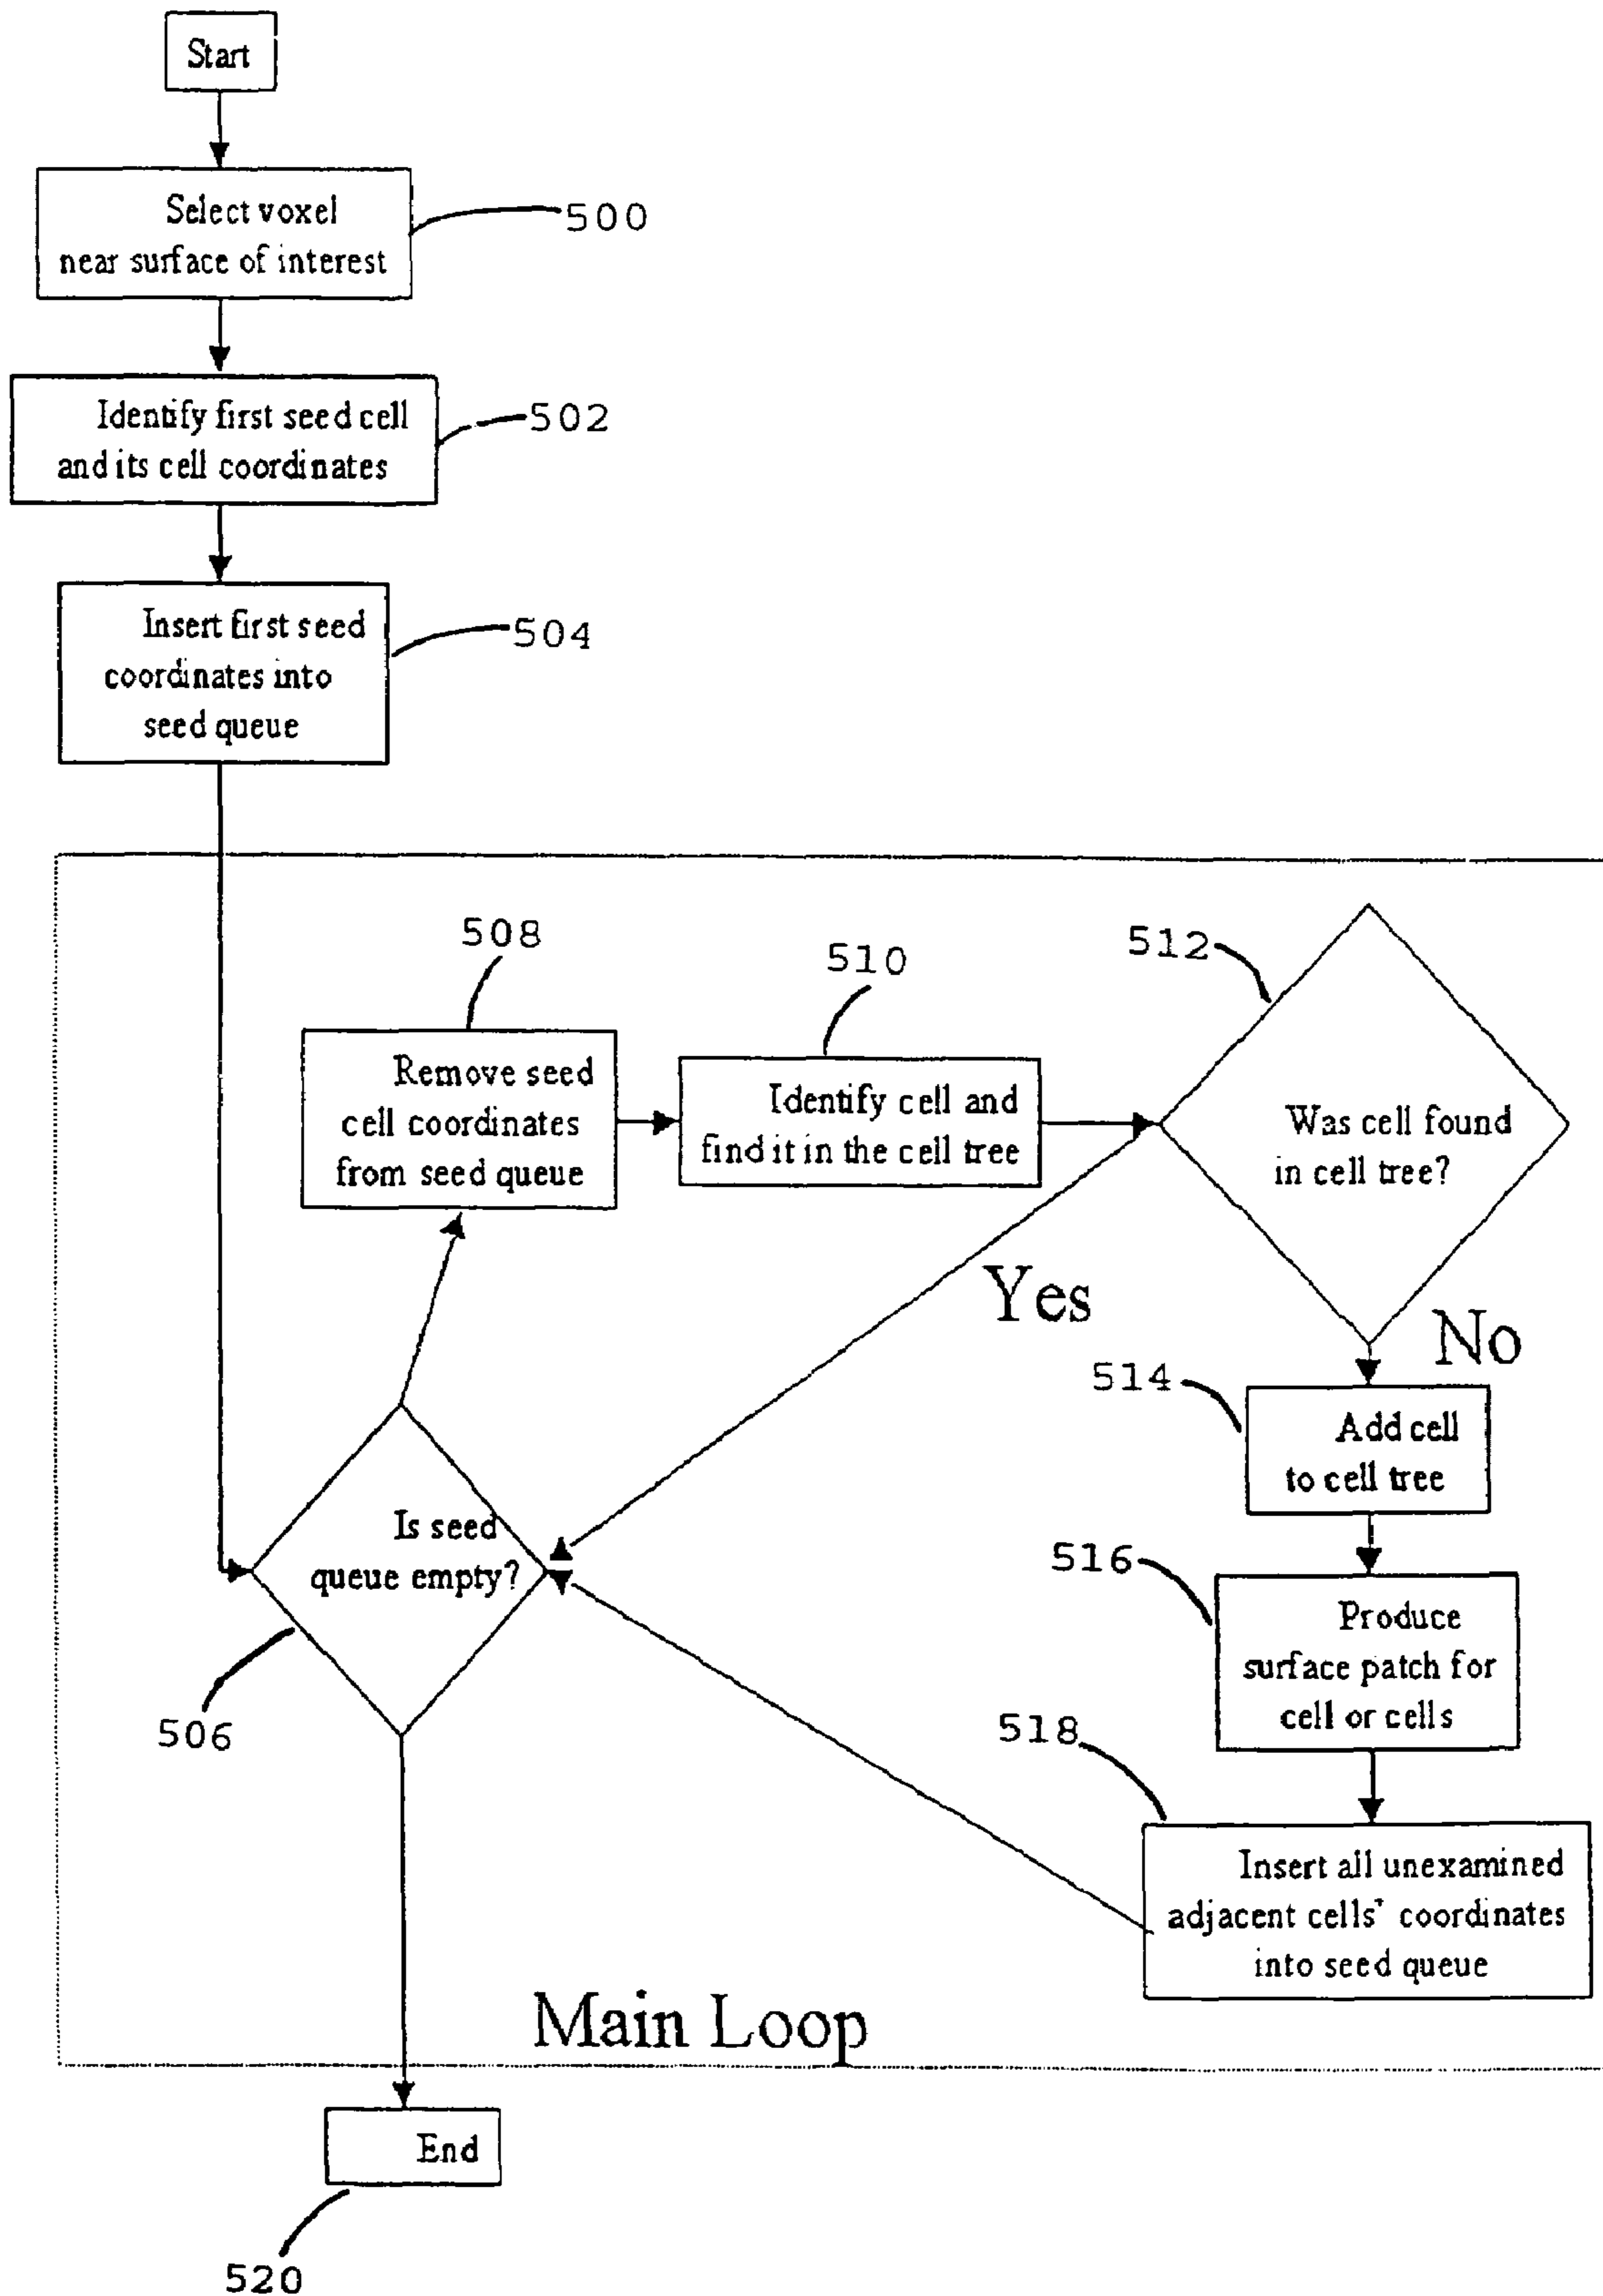 Start
Select voxel
near surface of interest
500
Identify first seed cell
and its cell coordinates
502
Insert first seed
coordinates into
seed queue
504
508
510
512
Remove seed
cell coordinates
from seed queue
Identify cell and
find it in the cell tree
Was cell found
in cell tree?
Yes
No
514
Add cell
to cell tree
Is seed
queue empty?
506
516
Produce
surface patch for
cell or cells
518
Insert all unexamined
adjacent cells' coordinates
into seed queue
Main Loop
End
520